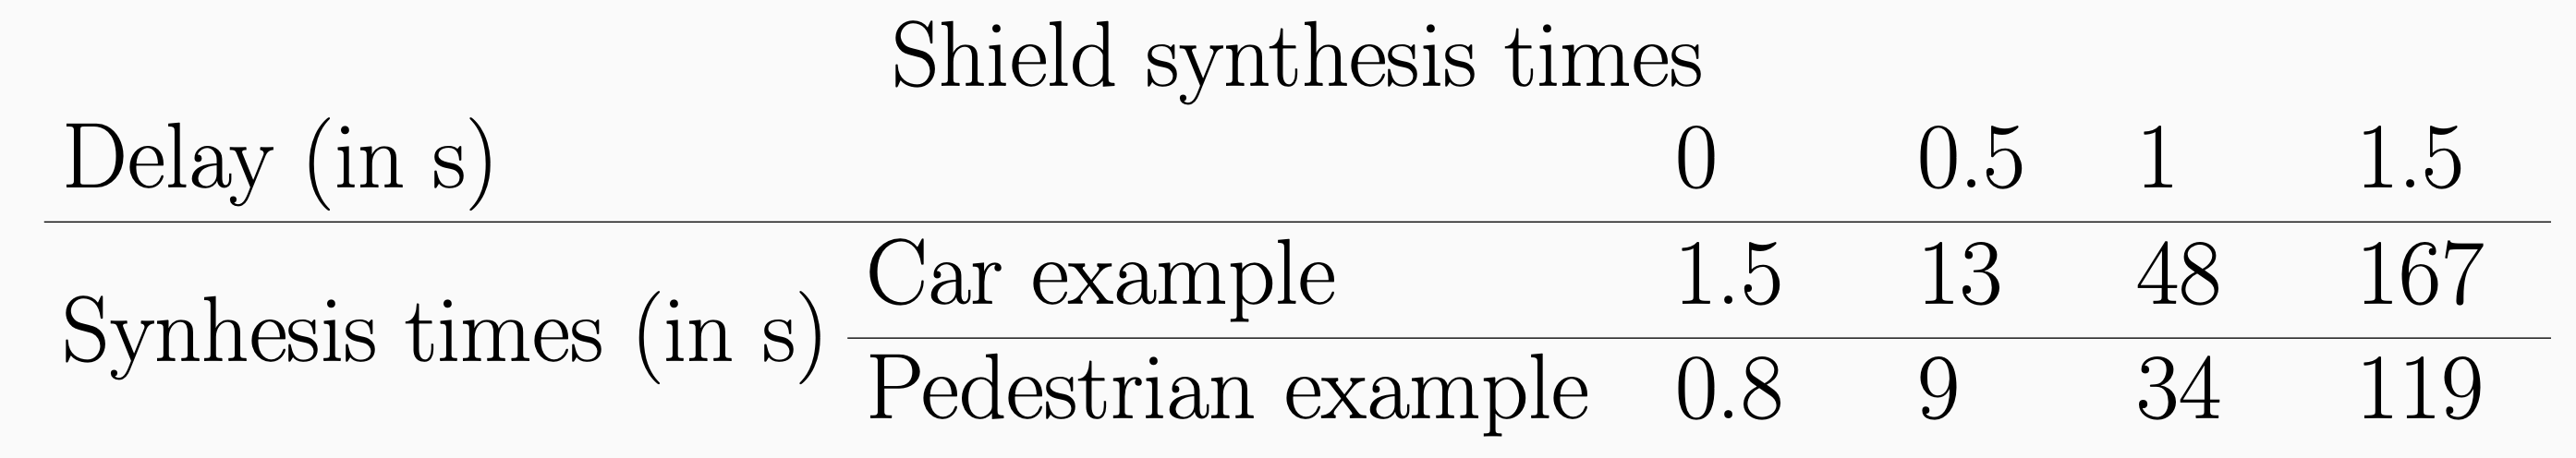 Shield synthesis times
Delay (in s) 0 0.5 1 1.5
Car example 1.5 13 48 167
Synhesis times (in s)
Pedestrian example 0.8 9 34 119